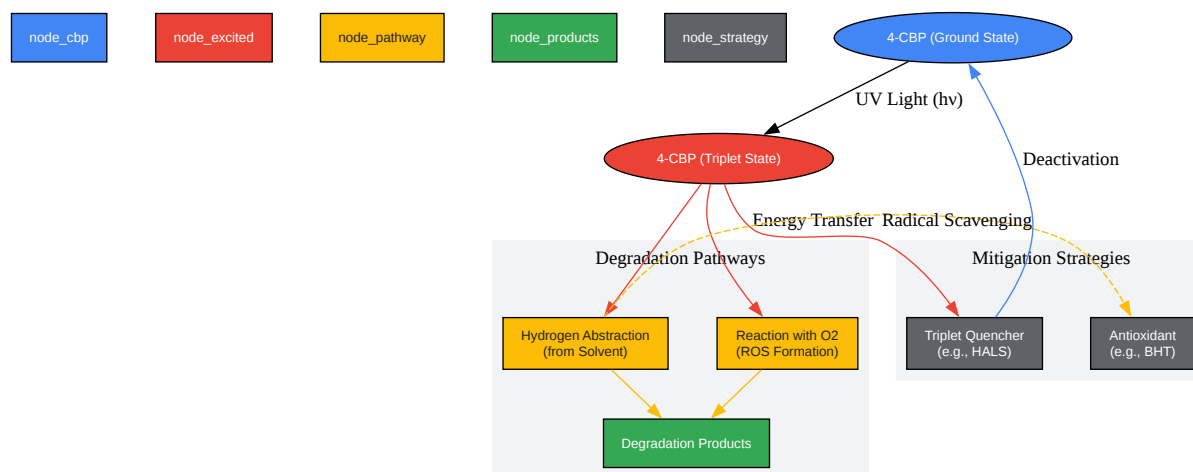 node_cbp
node_excited
node_pathway
node_products
node_strategy
4-CBP (Ground State)
UV Light (hν)
4-CBP (Triplet State)
Deactivation
Energy Transfer
Radical Scavenging
Degradation Pathways
Mitigation Strategies
Hydrogen Abstraction
(from Solvent)
Reaction with O2
(ROS Formation)
Triplet Quencher
(e.g., HALS)
Antioxidant
(e.g., BHT)
Degradation Products